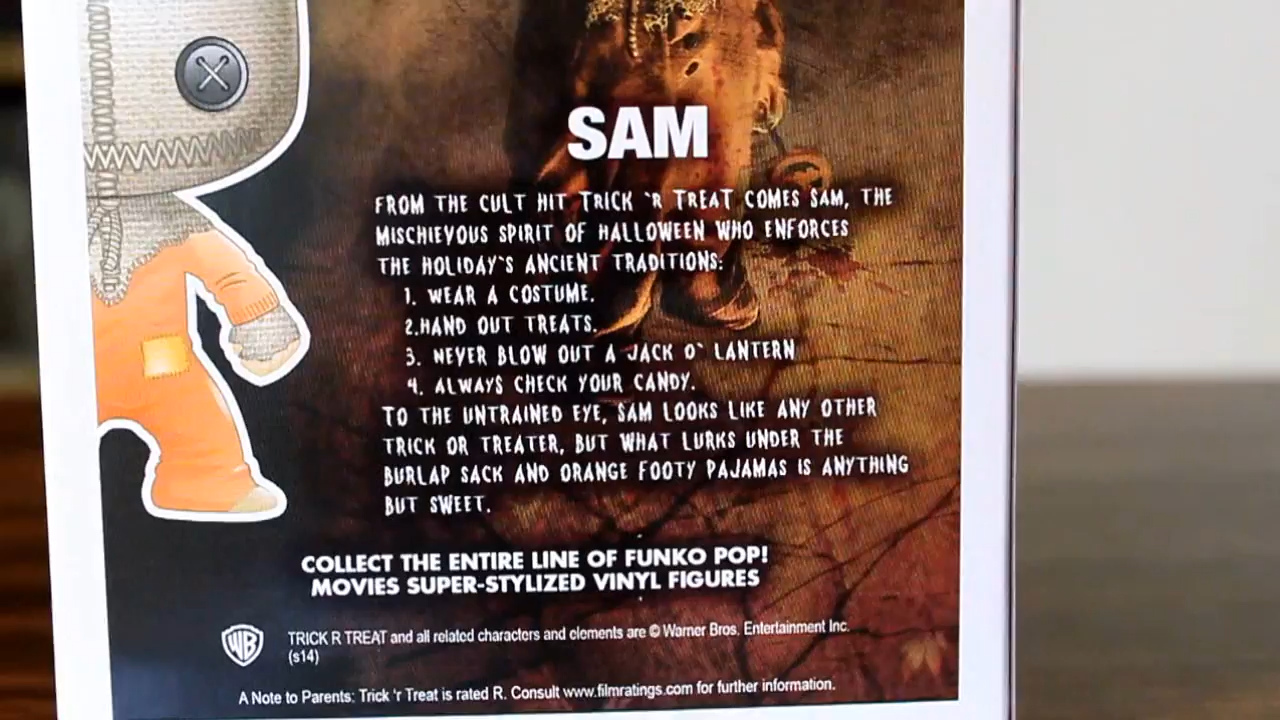 SAM
FROM THE CULT HIT TRICK 'R TREAT COMES SAM, THE
MISCHIEVOUS SPIRIT OF HALLOWEEN WHO ENFORCES
THE HOLIDAY'S ANCIENT TRADITIONS:
1. WEAR A COSTUME.
2.HAND OUT TREATS.
3. NEVER BLOW OUT A JACK O' LANTERN
4. ALWAYS CHECK YOUR CANDY.
TO THE UNTRAINED EYE, SAM LOOKS LIKE ANY OTHER
TRICK OR TREATER, BUT WHAT LURKS UNDER THE
BURLAP SACK AND ORANGE FOOTY PAJAMAS IS ANYTHING
BUT SWEET.
COLLECT THE ENTIRE LINE OF FUNKO POP!
MOVIES SUPER-STYLIZED VINYL FIGURES
WB TRICK R TREAT and all related characters and elements are © Warner Bros. Entertainment Inc.
(s14)
A Note to Parents: Trick 'r Treat is rated R. Consult www.filmratings.com for further information.